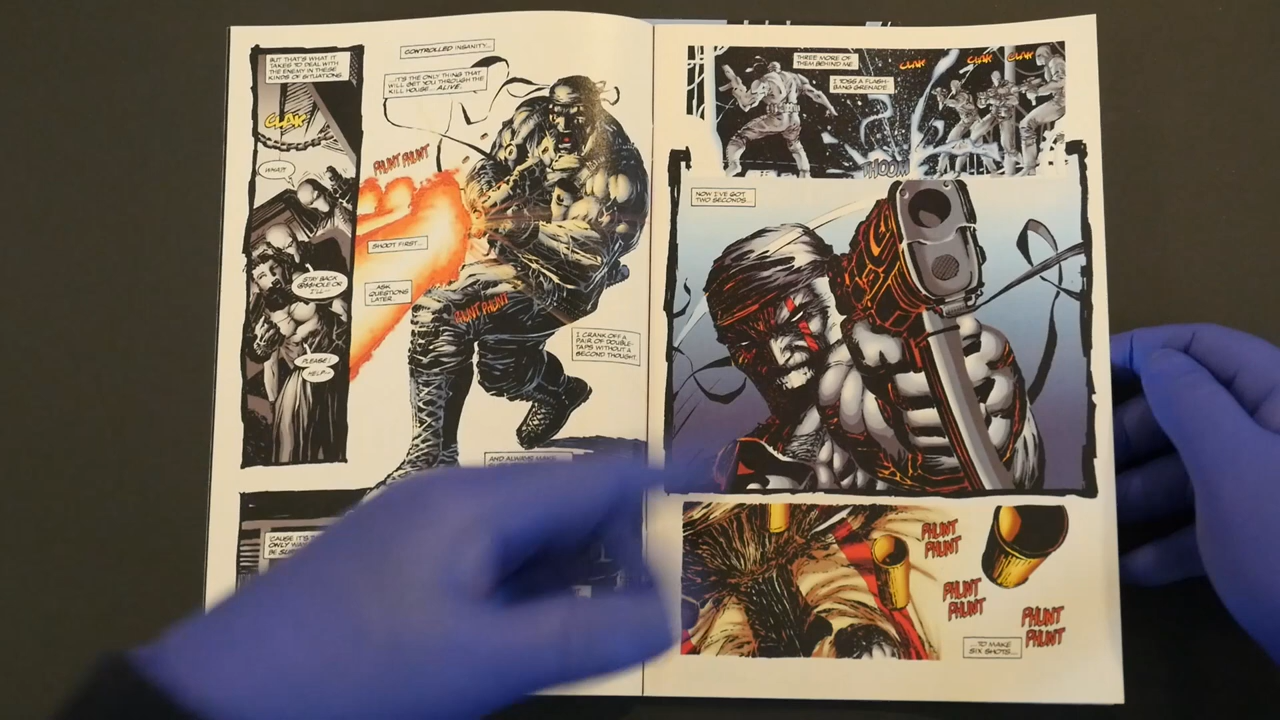 BUT THAT'S WHAT IT
TAKES TO DEAL WITH
THE ENEMY IN THESE
KINDS OF SITUATIONS.
CLAK
WHAT?
STAY BACK
@$$HOLE OR
I'LL--
PLEASE!
HELP--
CONTROLLED INSANITY...
...IT'S THE ONLY THING THAT
WILL GET YOU THROUGH THE
KILL HOUSE... ALIVE.
PHUNT PHUNT
SHOOT FIRST...
...ASK
QUESTIONS
LATER.
PHUNT PHUNT
I CRANK OFF A
PAIR OF DOUBLE-
TAPS WITHOUT A
SECOND THOUGHT.
AND ALWAYS MAKE
'CAUSE IT'S
ONLY
BE
THREE MORE OF
THEM BEHIND ME.
I TOSS A FLASH-
BANG GRENADE.
CLAK
CLAK
CLAK
THOOM
NOW I'VE GOT
TWO SECONDS...
PHUNT
PHUNT
PHUNT
PHUNT
PHUNT
PHUNT
...TO MAKE
SIX SHOTS...